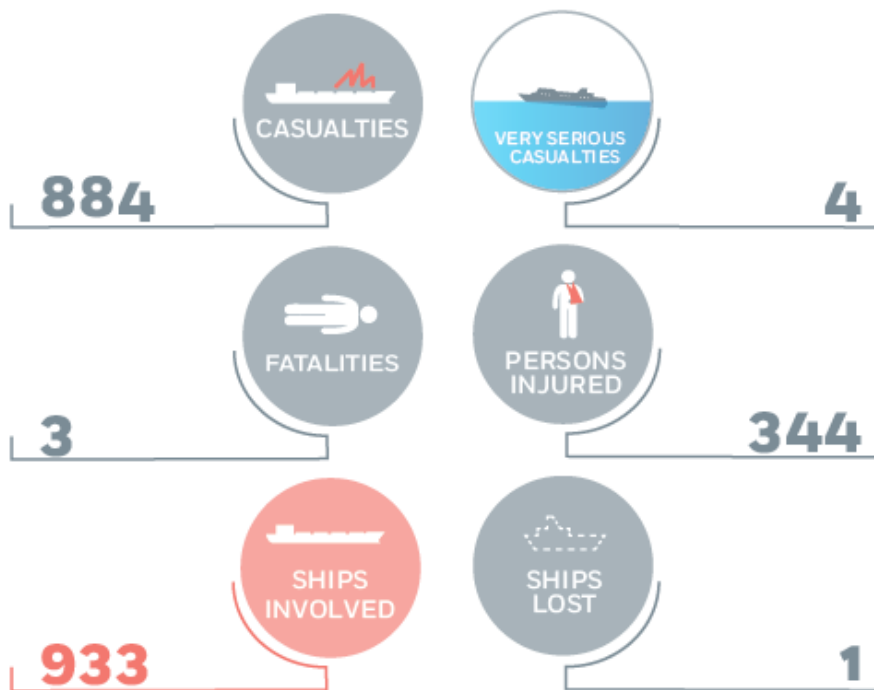 CASUALTIES
884
VERY SERIOUS
CASUALTIES
4
FATALITIES
3
PERSONS
INJURED
344
SHIPS
INVOLVED
933
SHIPS
LOST
1